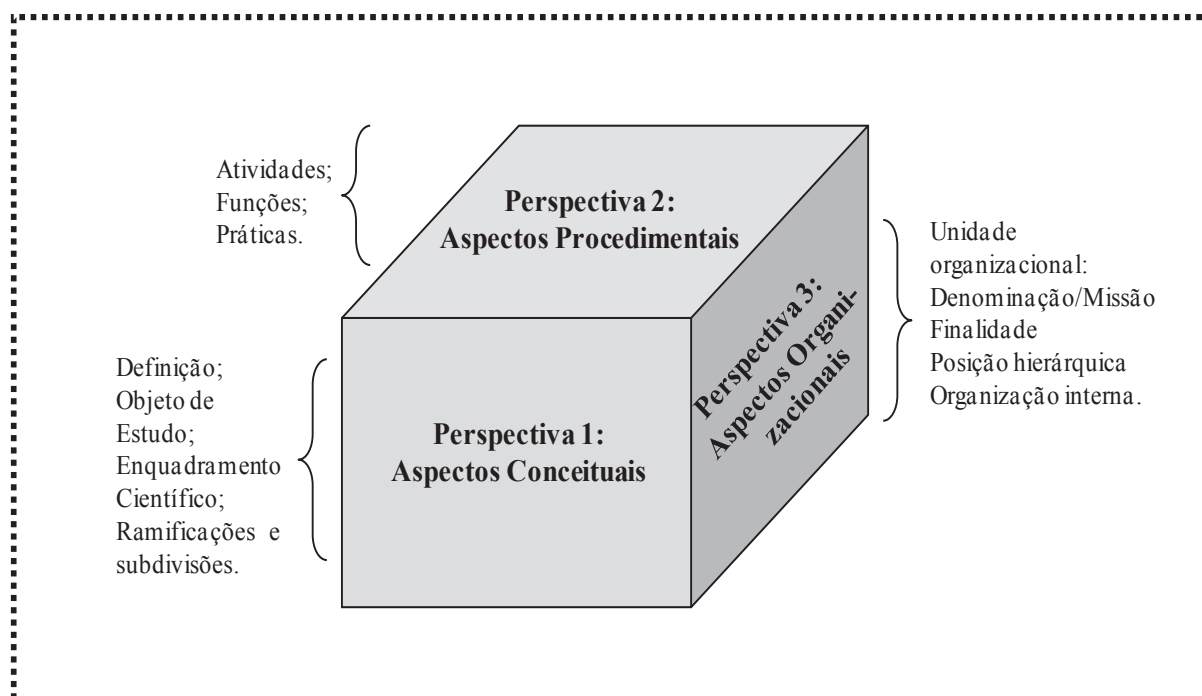 Atividades;
Funções;
Práticas.
Perspectiva 2:
Aspectos Procedimentais
Unidade
organizacional:
Denominação/Missão
Finalidade
Posição hierárquica
Organização interna.
Perspectiva 3:
Aspectos Organi-
zacionais
Definição;
Objeto de
Estudo;
Enquadramento
Científico;
Ramificações e
subdivisões.
Perspectiva 1:
Aspectos Conceituais